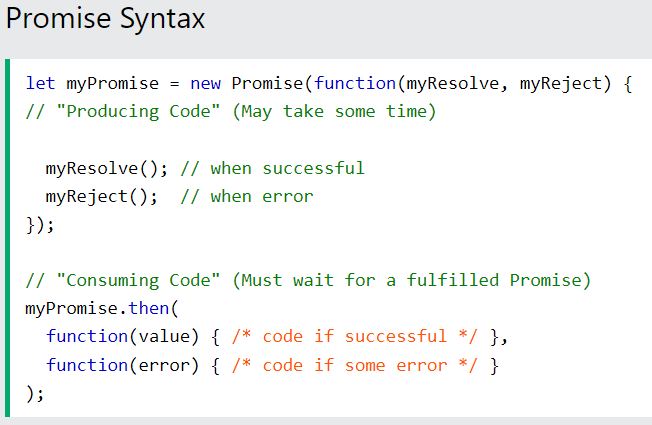 Promise Syntax
let myPromise = new Promise(function(myResolve, myReject) {
// "Producing Code" (May take some time)
myResolve(); // when successful
myReject();  // when error
});
// "Consuming Code" (Must wait for a fulfilled Promise)
myPromise.then(
function(value) { /* code if successful */ },
function(error) { /* code if some error */ }
);